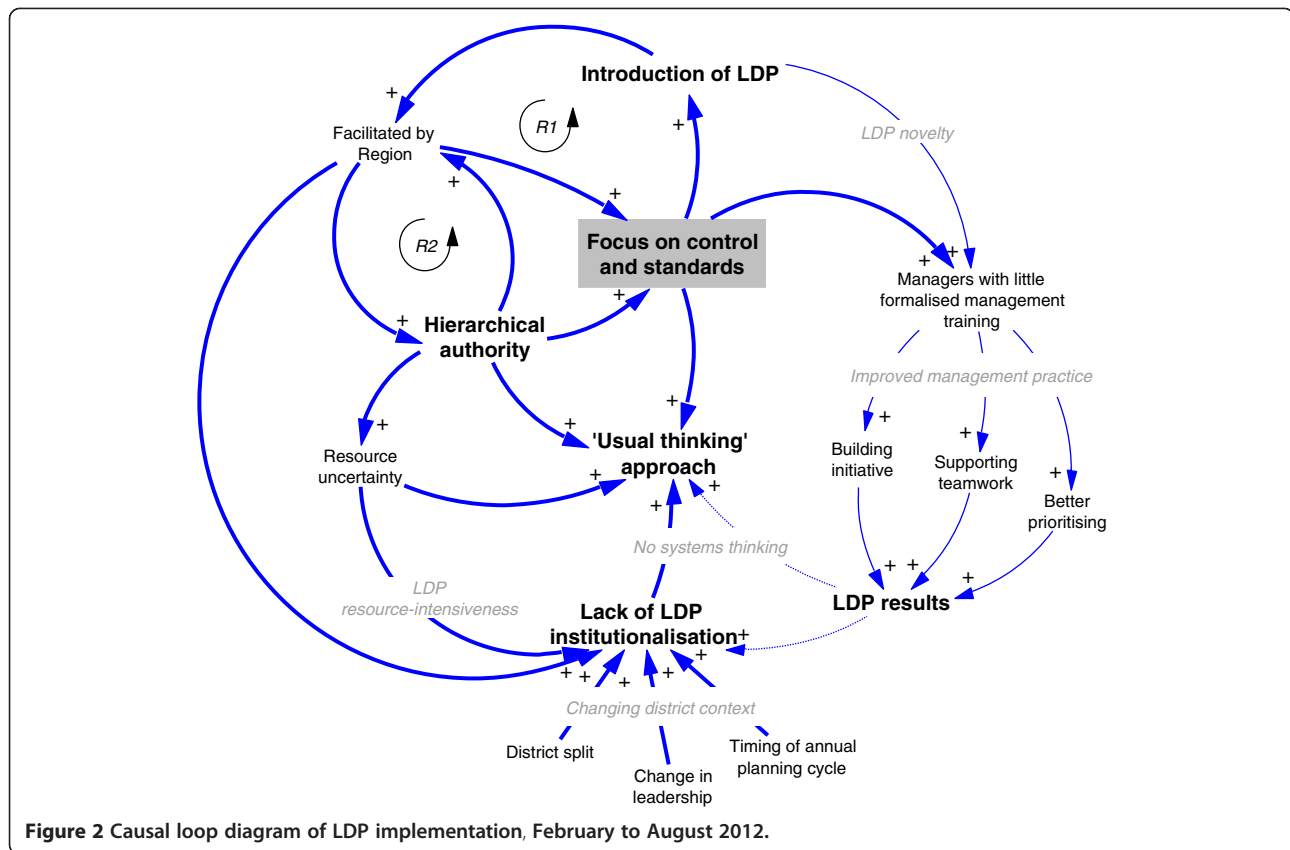 Introduction of LDP
+
+
R1
Facilitated by
Region
LDP novelty
+
+
+
R2
Focus on control
and standards
+
+
Managers with little
formalised management
training
+
+
Hierarchical
authority
Improved management practice
+
+
+
+
'Usual thinking'
approach
Building
initiative
Supporting
teamwork
Resource
uncertainty
+
+
+
+
Better
prioritising
No systems thinking
+
+
+
LDP
resource-intensiveness
LDP results
Lack of LDP
institutionalisation
+
+
+
+
+
+
+
Changing district context
District split
Timing of annual
planning cycle
Change in
leadership
Figure 2 Causal loop diagram of LDP implementation, February to August 2012.